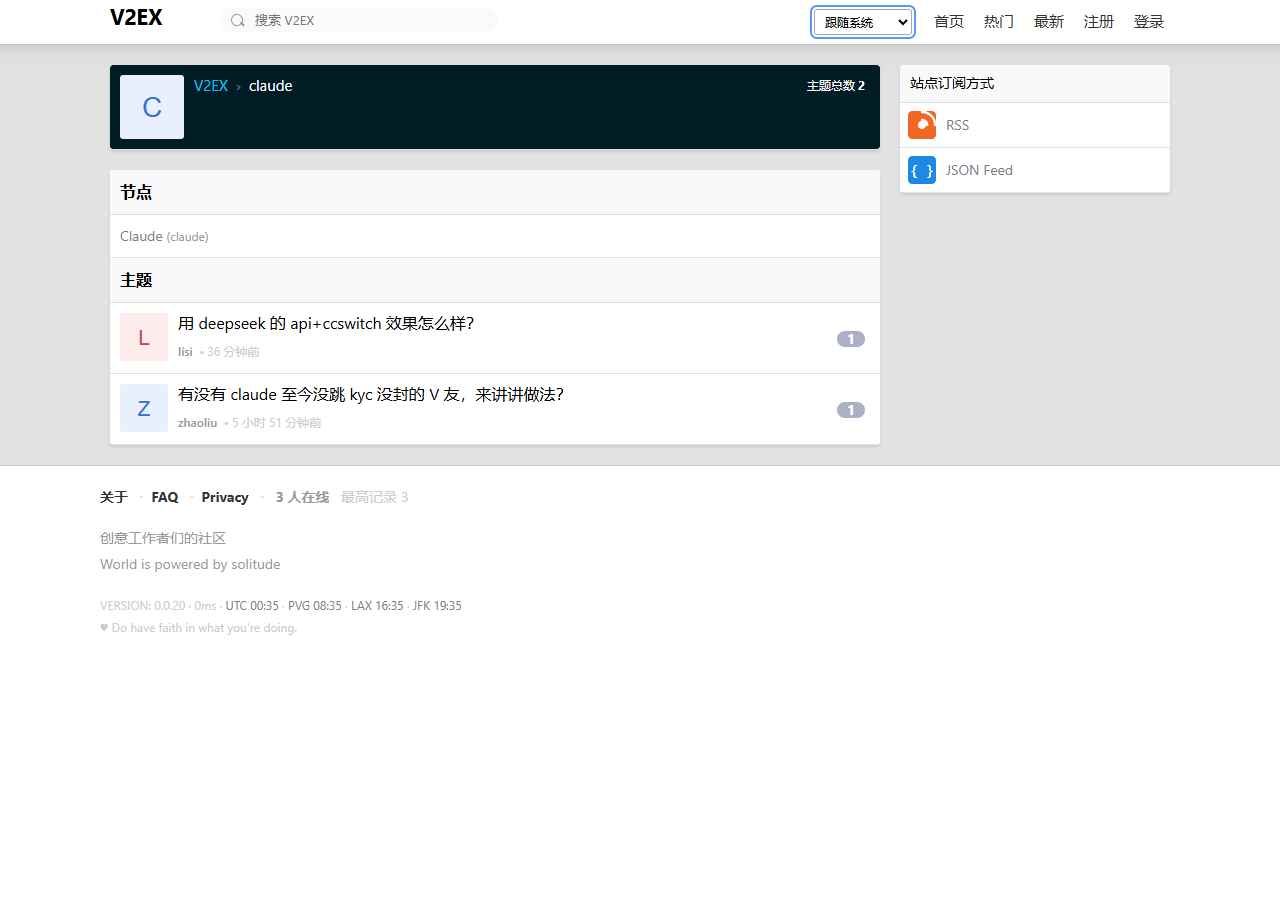 V2EX
搜索 V2EX
跟随系统 首页 热门 最新 注册 登录
C
V2EX › claude
主题总数 2
节点
Claude (claude)
主题
L
用 deepseek 的 api+ccswitch 效果怎么样？
lisi • 36 分钟前
1
Z
有没有 claude 至今没跳 kyc 没封的 V 友，来讲讲做法？
zhaoliu • 5 小时 51 分钟前
1
站点订阅方式
RSS
{ } JSON Feed
关于 · FAQ · Privacy · 3 人在线 最高记录 3
创意工作者们的社区
World is powered by solitude
VERSION: 0.0.20 · 0ms · UTC 00:35 · PVG 08:35 · LAX 16:35 · JFK 19:35
♥ Do have faith in what you're doing.